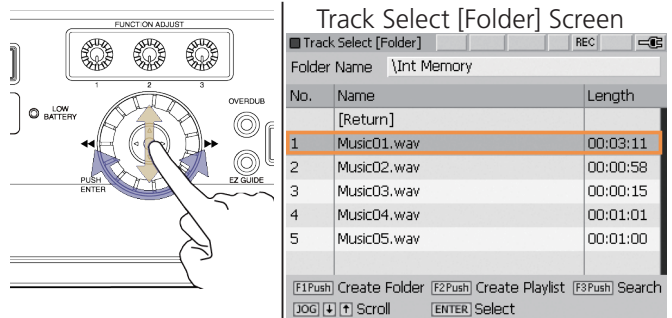 FUNCTION ADJUST
1 2 3
LOW
BATTERY
OVERDUB
PUSH
ENTER
EZ GUIDE
Track Select [Folder] Screen
Track Select [Folder] REC
Folder Name \Int Memory
No. Name Length
[Return]
1 Music01.wav 00:03:11
2 Music02.wav 00:00:58
3 Music03.wav 00:00:15
4 Music04.wav 00:01:01
5 Music05.wav 00:01:00
F1Push Create Folder F2Push Create Playlist F3Push Search
JOG ↓ ↑ Scroll ENTER Select